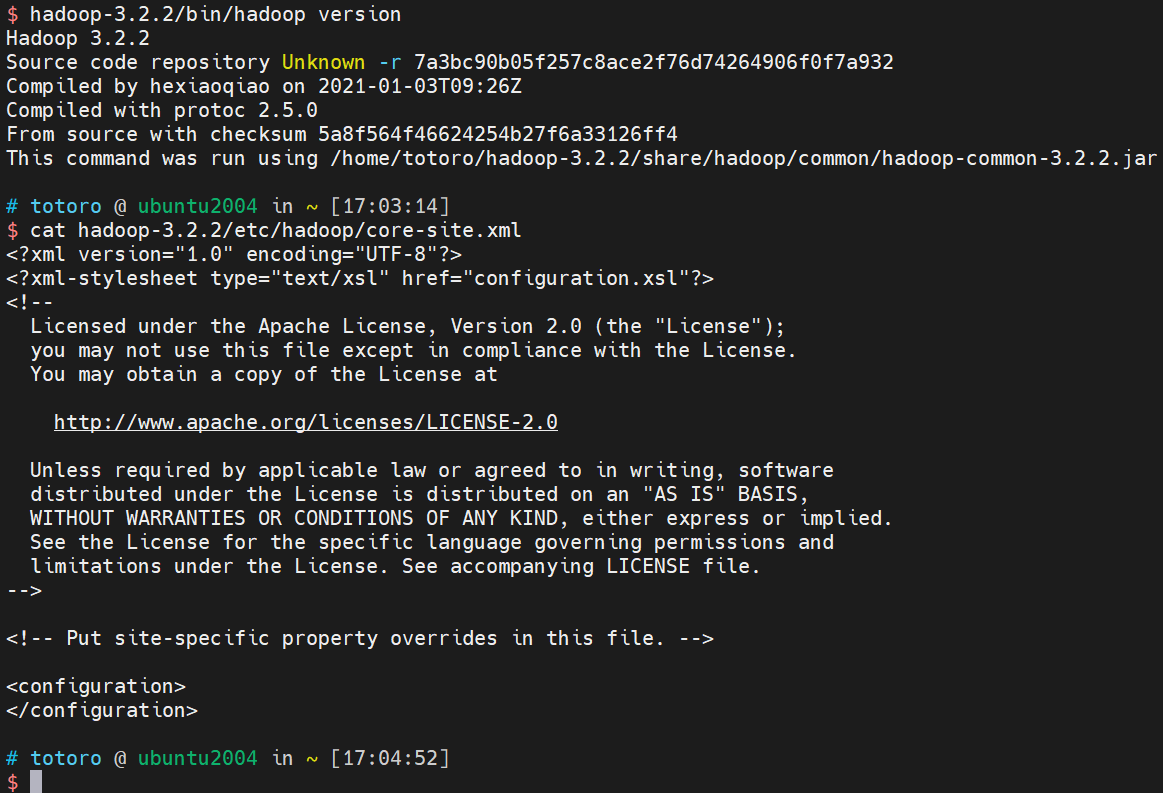 $ hadoop-3.2.2/bin/hadoop version
Hadoop 3.2.2
Source code repository Unknown -r 7a3bc90b05f257c8ace2f76d74264906f0f7a932
Compiled by hexiaoqiao on 2021-01-03T09:26Z
Compiled with protoc 2.5.0
From source with checksum 5a8f564f46624254b27f6a33126ff4
This command was run using /home/totoro/hadoop-3.2.2/share/hadoop/common/hadoop-common-3.2.2.jar
# totoro @ ubuntu2004 in ~ [17:03:14]
$ cat hadoop-3.2.2/etc/hadoop/core-site.xml
<?xml version="1.0" encoding="UTF-8"?>
<?xml-stylesheet type="text/xsl" href="configuration.xsl"?>
<!--
  Licensed under the Apache License, Version 2.0 (the "License");
  you may not use this file except in compliance with the License.
  You may obtain a copy of the License at
    http://www.apache.org/licenses/LICENSE-2.0
  Unless required by applicable law or agreed to in writing, software
  distributed under the License is distributed on an "AS IS" BASIS,
  WITHOUT WARRANTIES OR CONDITIONS OF ANY KIND, either express or implied.
  See the License for the specific language governing permissions and
  limitations under the License. See accompanying LICENSE file.
-->
<!-- Put site-specific property overrides in this file. -->
<configuration>
</configuration>
# totoro @ ubuntu2004 in ~ [17:04:52]
$